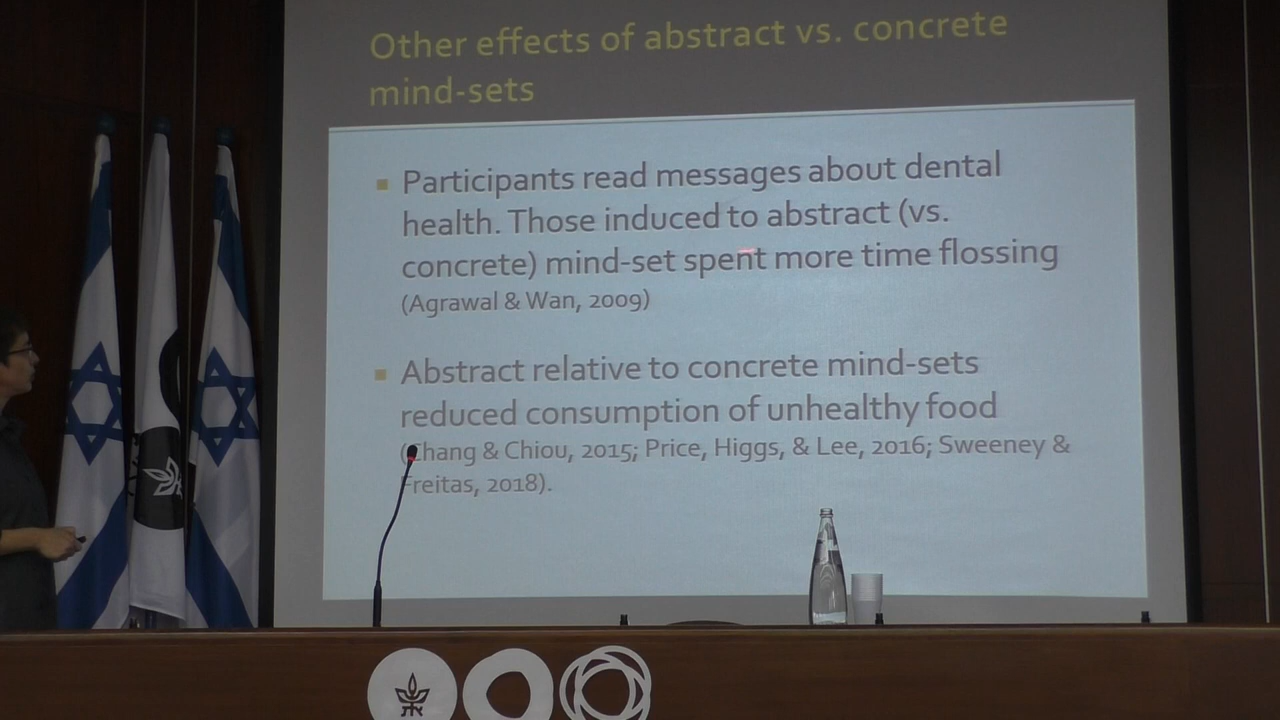 Other effects of abstract vs. concrete
mind-sets
Participants read messages about dental
health. Those induced to abstract (vs.
concrete) mind-set spent more time flossing
(Agrawal & Wan, 2009)
Abstract relative to concrete mind-sets
reduced consumption of unhealthy food
(Chang & Chiou, 2015; Price, Higgs, & Lee, 2016; Sweeney &
Freitas, 2018).